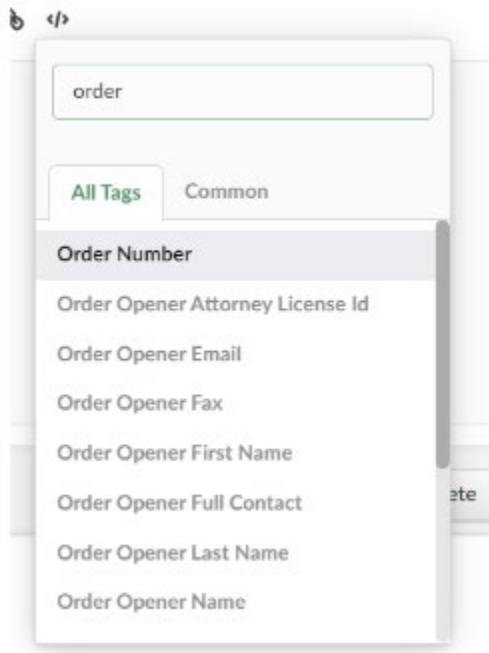 </>
order
All Tags Common
Order Number
Order Opener Attorney License Id
Order Opener Email
Order Opener Fax
Order Opener First Name
Order Opener Full Contact
ete
Order Opener Last Name
Order Opener Name